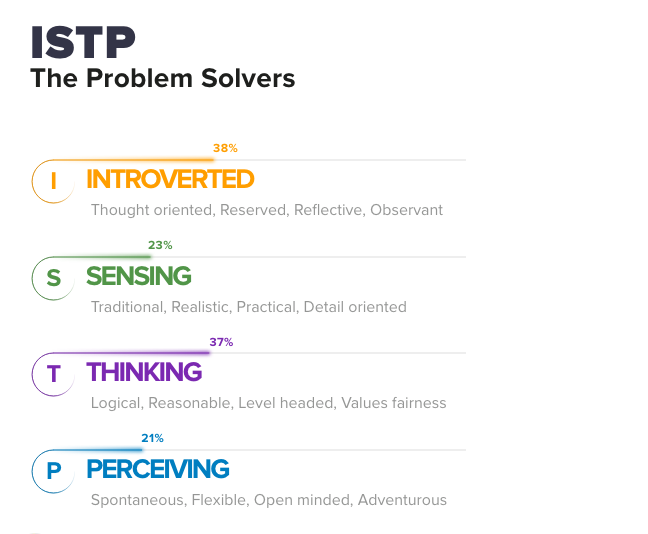 ISTP
The Problem Solvers
38%
I INTROVERTED
Thought oriented, Reserved, Reflective, Observant
23%
S SENSING
Traditional, Realistic, Practical, Detail oriented
37%
T THINKING
Logical, Reasonable, Level headed, Values fairness
21%
P PERCEIVING
Spontaneous, Flexible, Open minded, Adventurous